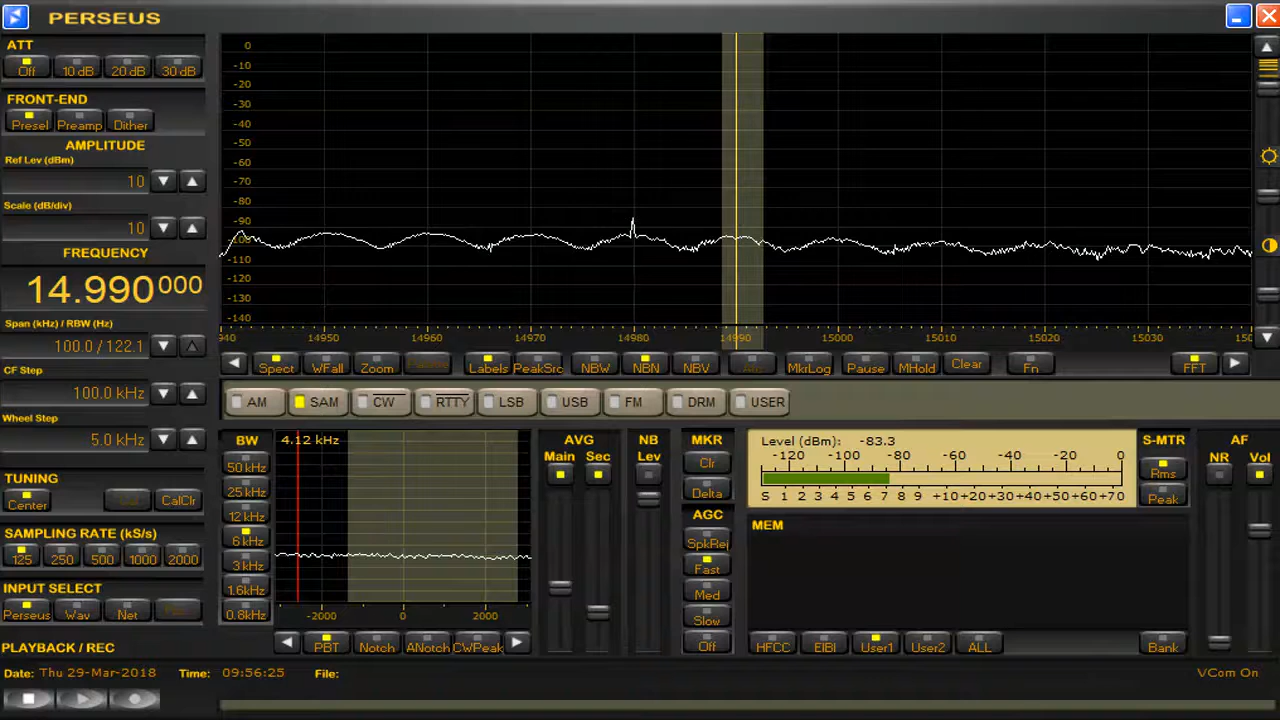 PERSEUS
ATT
Off 10 dB 20 dB 30 dB
FRONT-END
Presel Preamp Dither
AMPLITUDE
Ref Lev (dBm)
10
Scale (dB/div)
10
FREQUENCY
14.990000
Span (kHz) / RBW (Hz)
100.0 / 122.1
CF Step
100.0 kHz
Wheel Step
5.0 kHz
TUNING
Center CalClr
SAMPLING RATE (kS/s)
125 250 500 1000 2000
INPUT SELECT
Perseus Wav Net
PLAYBACK / REC
0
-10
-20
-30
-40
-50
-60
-70
-80
-90
-100
-110
-120
-130
-140
940 14950 14960 14970 14980 14990 15000 15010 15020 15030 150
Spect WFall Zoom Labels PeakSrc NBW NBN NBV MkrLog Pause MHold Clear Fn FFT
AM SAM CW RTTY LSB USB FM DRM USER
BW
50 kHz
25 kHz
12 kHz
6 kHz
3 kHz
1.6kHz
0.8kHz
4.12 kHz
-2000 0 2000
PBT Notch ANotch CWPeak
AVG
Main Sec
NB
Lev
MKR
Clr
Delta
AGC
SpkRej
Fast
Med
Slow
Off
Level (dBm): -83.3
-120 -100 -80 -60 -40 -20 0
S 1 2 3 4 5 6 7 8 9 +10 +20 +30 +40 +50 +60 +70
S-MTR
Rms
Peak
MEM
HFCC EIBI User1 User2 ALL Bank
AF
NR Vol
Date: Thu 29-Mar-2018 Time: 09:56:25 File: VCom On